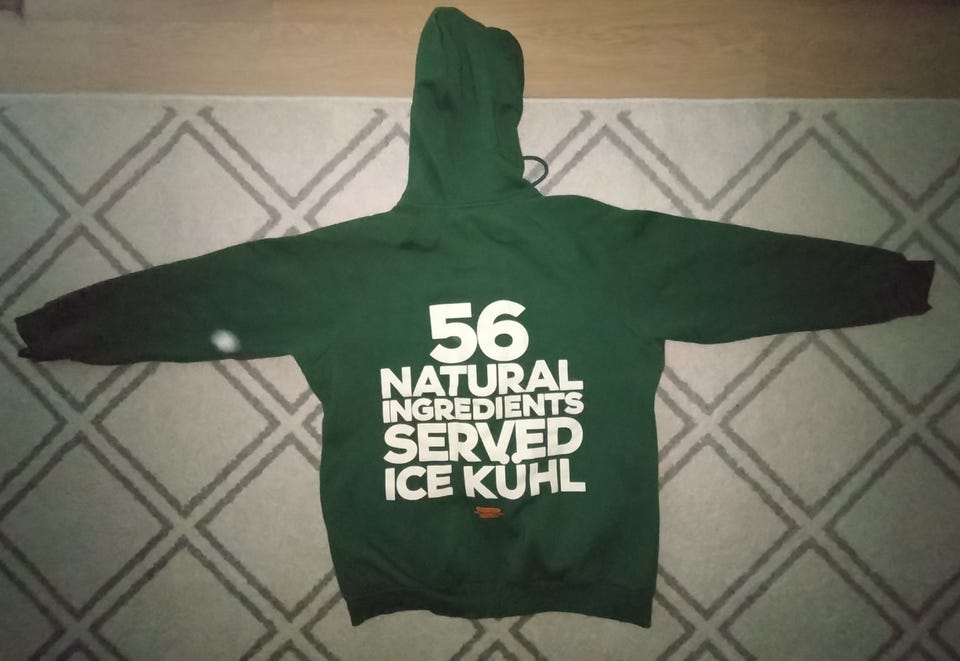 56
NATURAL
INGREDIENTS
SERVED
ICE KÜHL